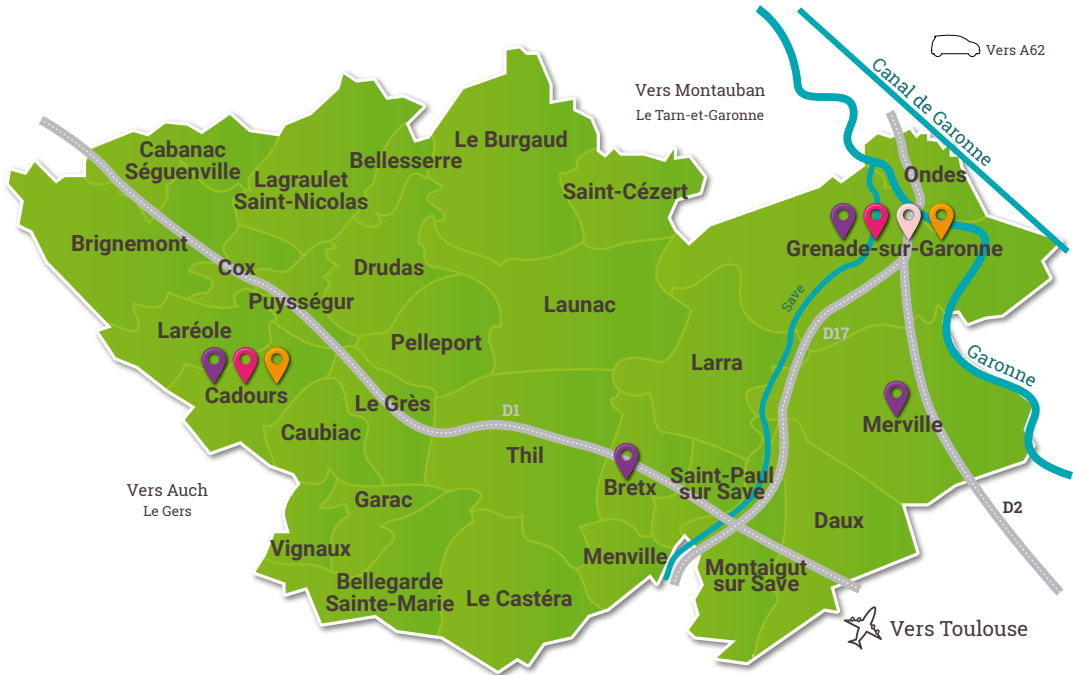 Vers A62
Canal de Garonne
Vers Montauban
Le Tarn-et-Garonne
Le Burgaud
Cabanac
Séguenville
Bellesserre
Lagraulet
Saint-Nicolas
Saint-Cézert
Ondes
Brignemont
Grenade-sur-Garonne
Cox
Drudas
Puysségur
Launac
Save
Laréole
Pelleport
D17
Larra
Garonne
Cadours
Le Grès
D1
Merville
Caubiac
Thil
Bretx
Saint-Paul
sur Save
Vers Auch
Le Gers
Garac
D2
Daux
Vignaux
Menville
Bellegarde
Sainte-Marie
Le Castéra
Montaigut
sur Save
Vers Toulouse